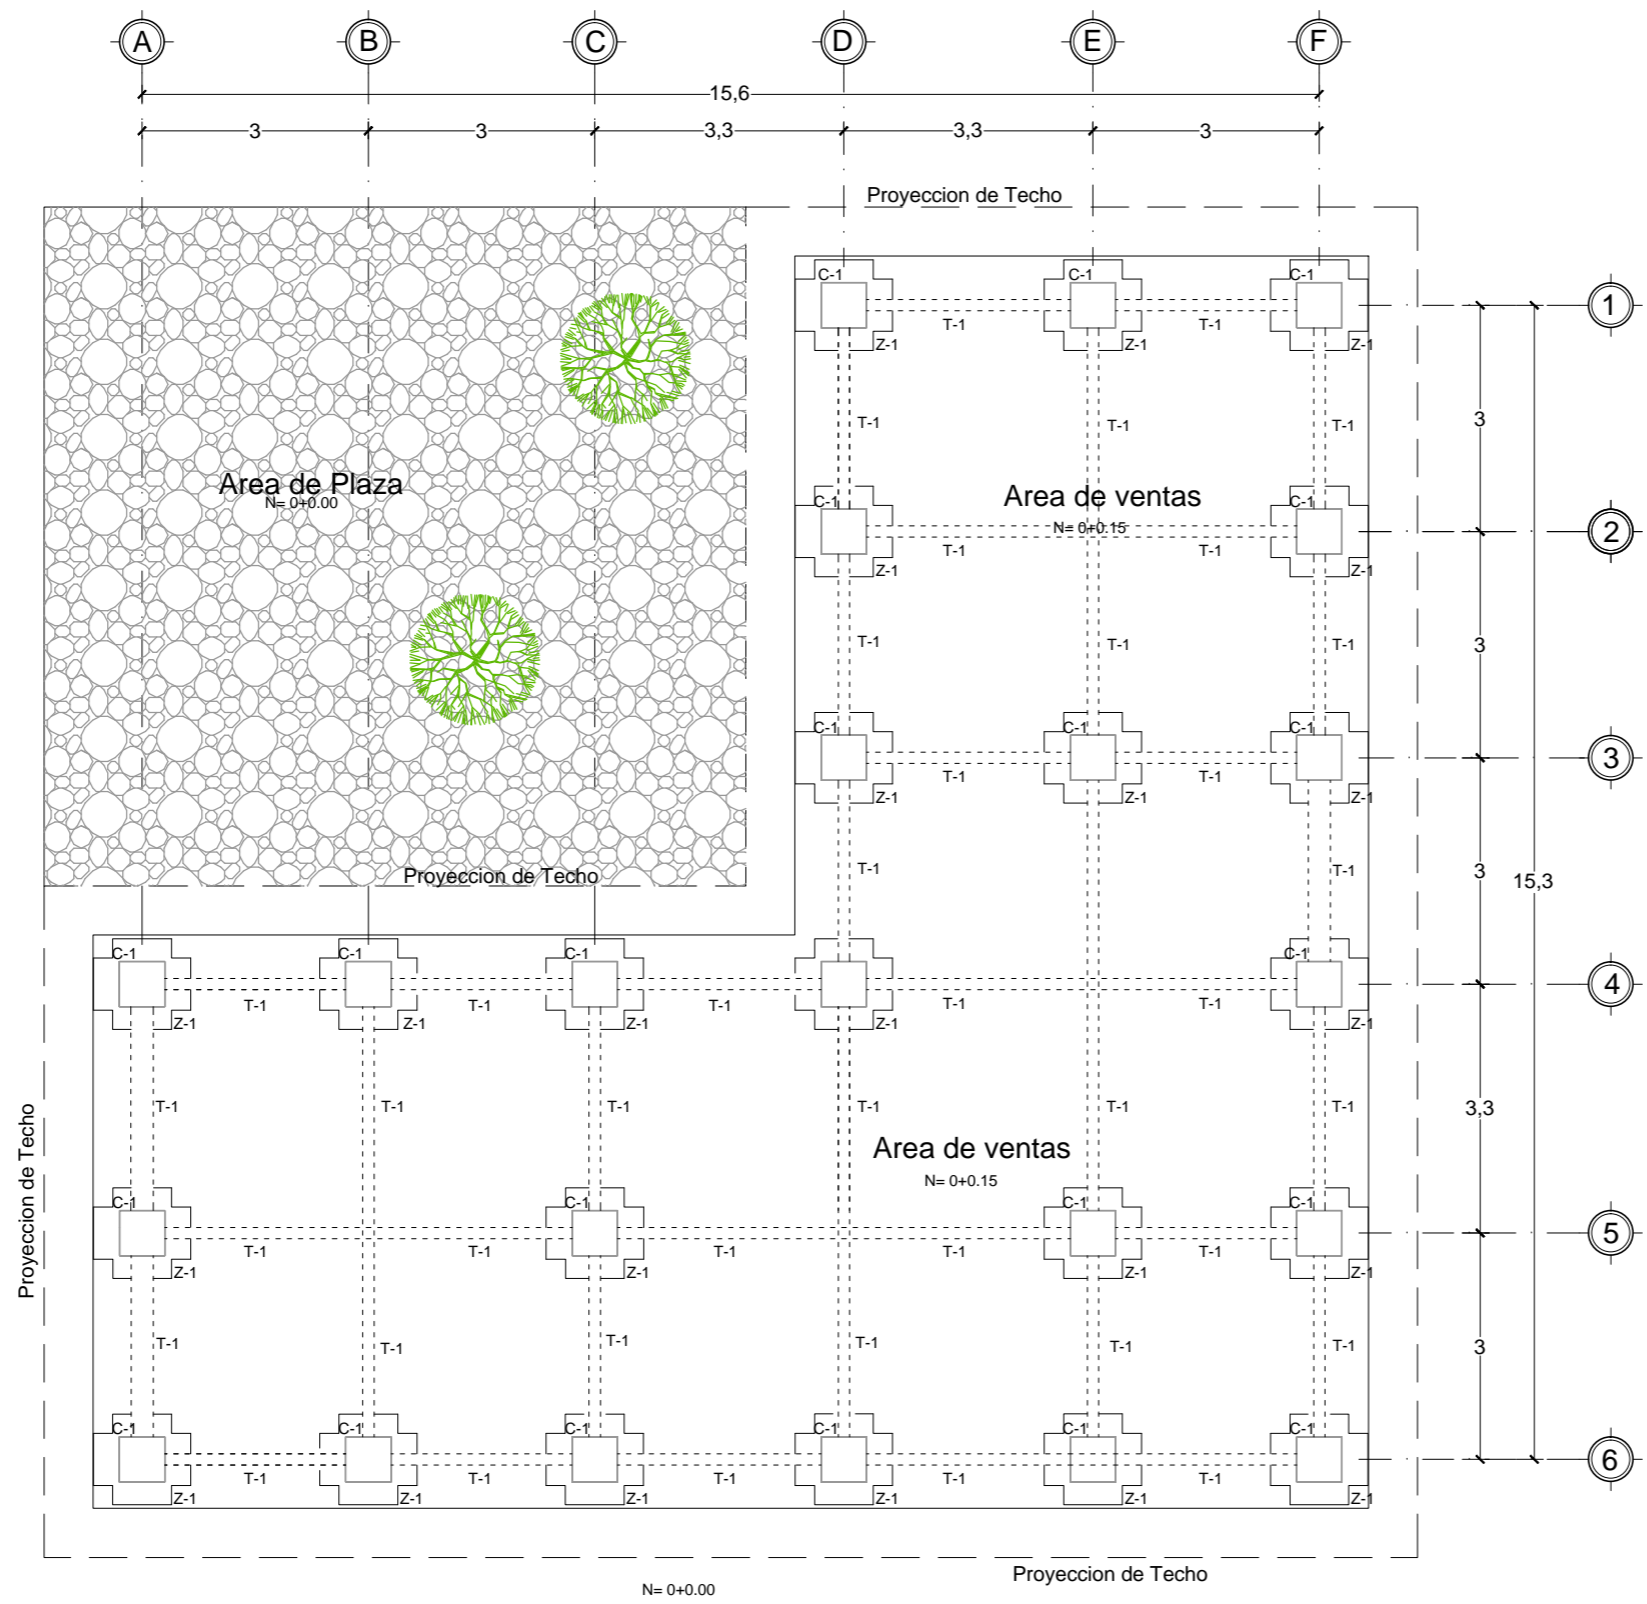 A B C D E F
15,6
3 3 3,3 3,3 3
Proyeccion de Techo
C-1 C-1 C-1
1
T-1 T-1
Z-1 Z-1 Z-1
T-1 T-1 T-1 3
Area de Plaza
N= 0+0.00
Area de ventas
C-1 C-1
N= 0+0.15
2
T-1 T-1
Z-1 Z-1
T-1 T-1 T-1 3
C-1 C-1 C-1
3
T-1 T-1
Z-1 Z-1 Z-1
T-1 T-1 3
Proyeccion de Techo
15,3
C-1 C-1 C-1 C-1 C-1
4
T-1 T-1 T-1 T-1 T-1
Z-1 Z-1 Z-1 Z-1 Z-1
T-1 T-1 T-1 T-1 T-1 T-1 3,3
Proyeccion de Techo
Area de ventas
N= 0+0.15
C-1 C-1 C-1 C-1
5
T-1 T-1 T-1 T-1 T-1
Z-1 Z-1 Z-1 Z-1
T-1 T-1 T-1 T-1 T-1 T-1 3
C-1 C-1 C-1 C-1 C-1 C-1
6
T-1 T-1 T-1 T-1 T-1
Z-1 Z-1 Z-1 Z-1 Z-1 Z-1
Proyeccion de Techo
N= 0+0.00